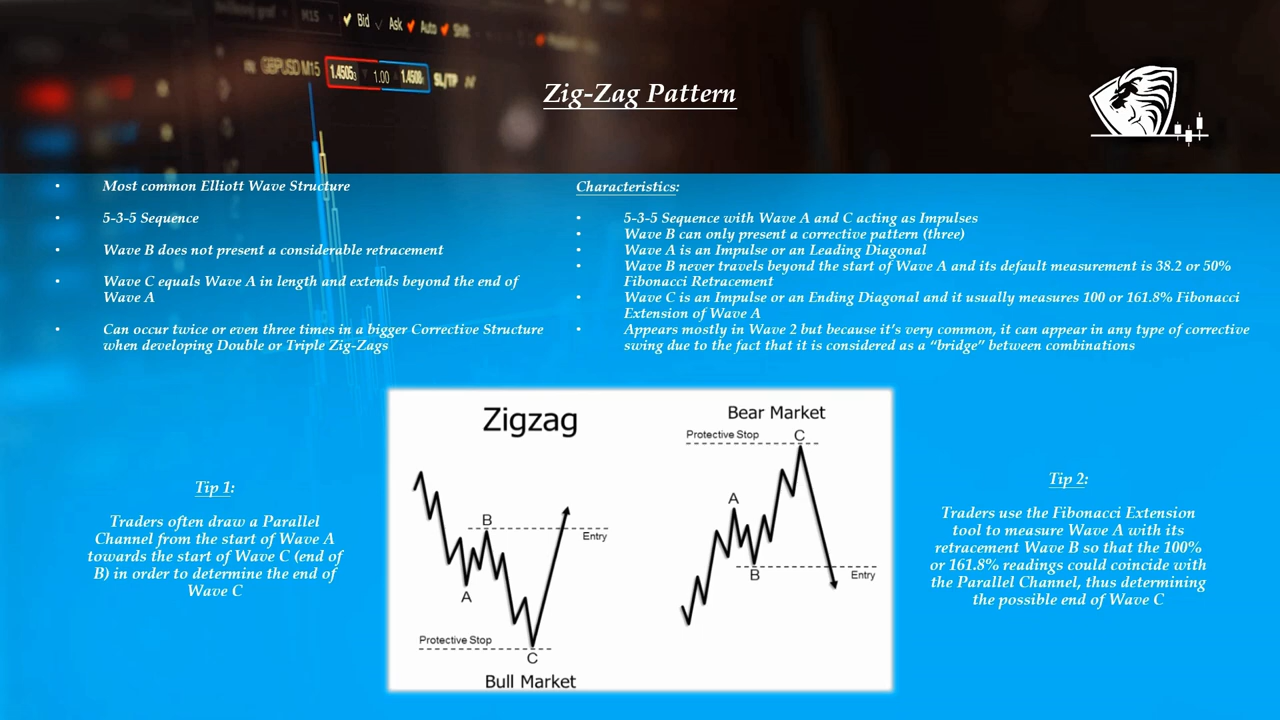 M15
Bid
Ask
Auto
Shift
GBPUSD M15
1.4505
1.00
1.4508
SL/TP
Zig-Zag Pattern
• Most common Elliott Wave Structure
• 5-3-5 Sequence
• Wave B does not present a considerable retracement
• Wave C equals Wave A in length and extends beyond the end of
Wave A
• Can occur twice or even three times in a bigger Corrective Structure
when developing Double or Triple Zig-Zags
Characteristics:
• 5-3-5 Sequence with Wave A and C acting as Impulses
• Wave B can only present a corrective pattern (three)
• Wave A is an Impulse or an Leading Diagonal
• Wave B never travels beyond the start of Wave A and its default measurement is 38.2 or 50%
Fibonacci Retracement
• Wave C is an Impulse or an Ending Diagonal and it usually measures 100 or 161.8% Fibonacci
Extension of Wave A
• Appears mostly in Wave 2 but because it's very common, it can appear in any type of corrective
swing due to the fact that it is considered as a “bridge” between combinations
Tip 1:
Traders often draw a Parallel
Channel from the start of Wave A
towards the start of Wave C (end of
B) in order to determine the end of
Wave C
Zigzag
B
Entry
A
Protective Stop
C
Bull Market
Bear Market
Protective Stop
C
A
B
Entry
Tip 2:
Traders use the Fibonacci Extension
tool to measure Wave A with its
retracement Wave B so that the 100%
or 161.8% readings could coincide with
the Parallel Channel, thus determining
the possible end of Wave C